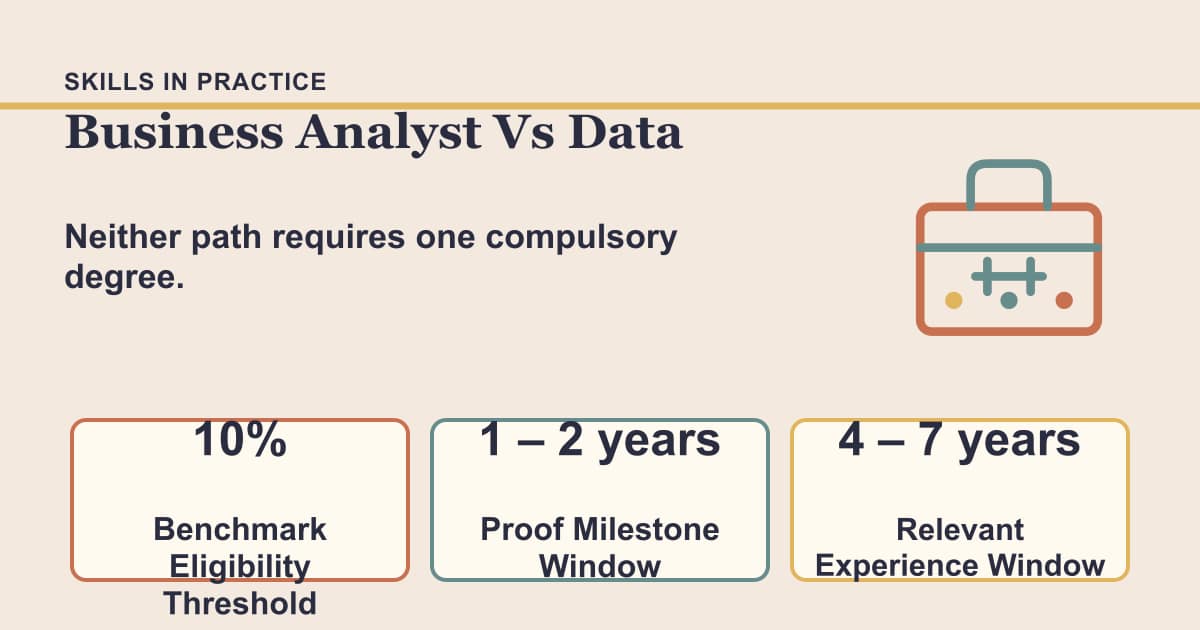 SKILLS IN PRACTICE
Business Analyst Vs Data
Neither path requires one compulsory
degree.
10%
Benchmark
Eligibility
Threshold
1 – 2 years
Proof Milestone
Window
4 – 7 years
Relevant
Experience Window